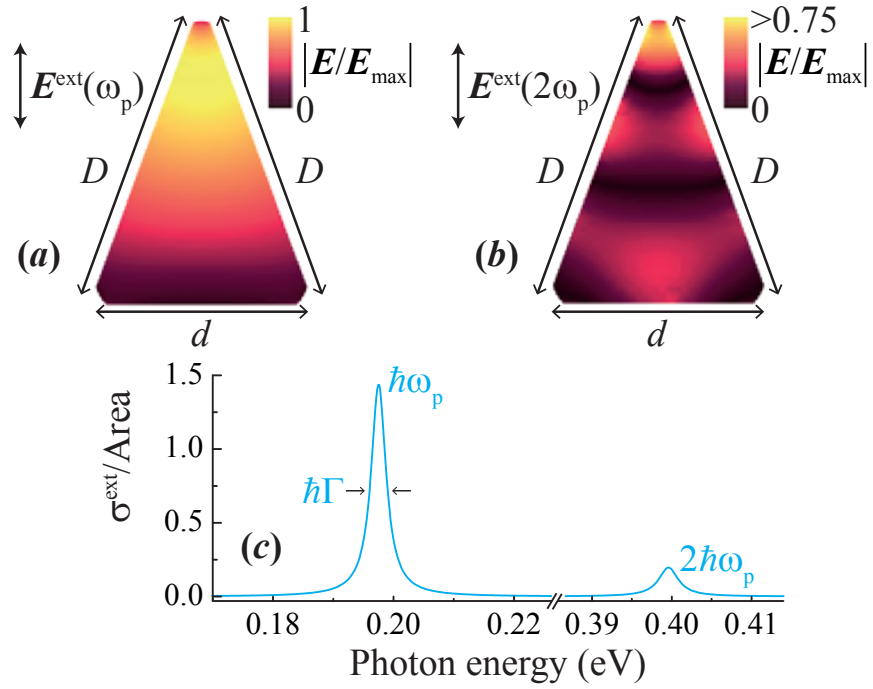 1
|E/Emax|
0
Eext(ωp)
D
D
(a)
d
>0.75
|E/Emax|
0
Eext(2ωp)
D
D
(b)
d
1.5
1.0
0.5
0.0
σext/Area
ħωp
ħΓ
(c)
2ħωp
0.18
0.20
0.22
0.39
0.40
0.41
Photon energy (eV)